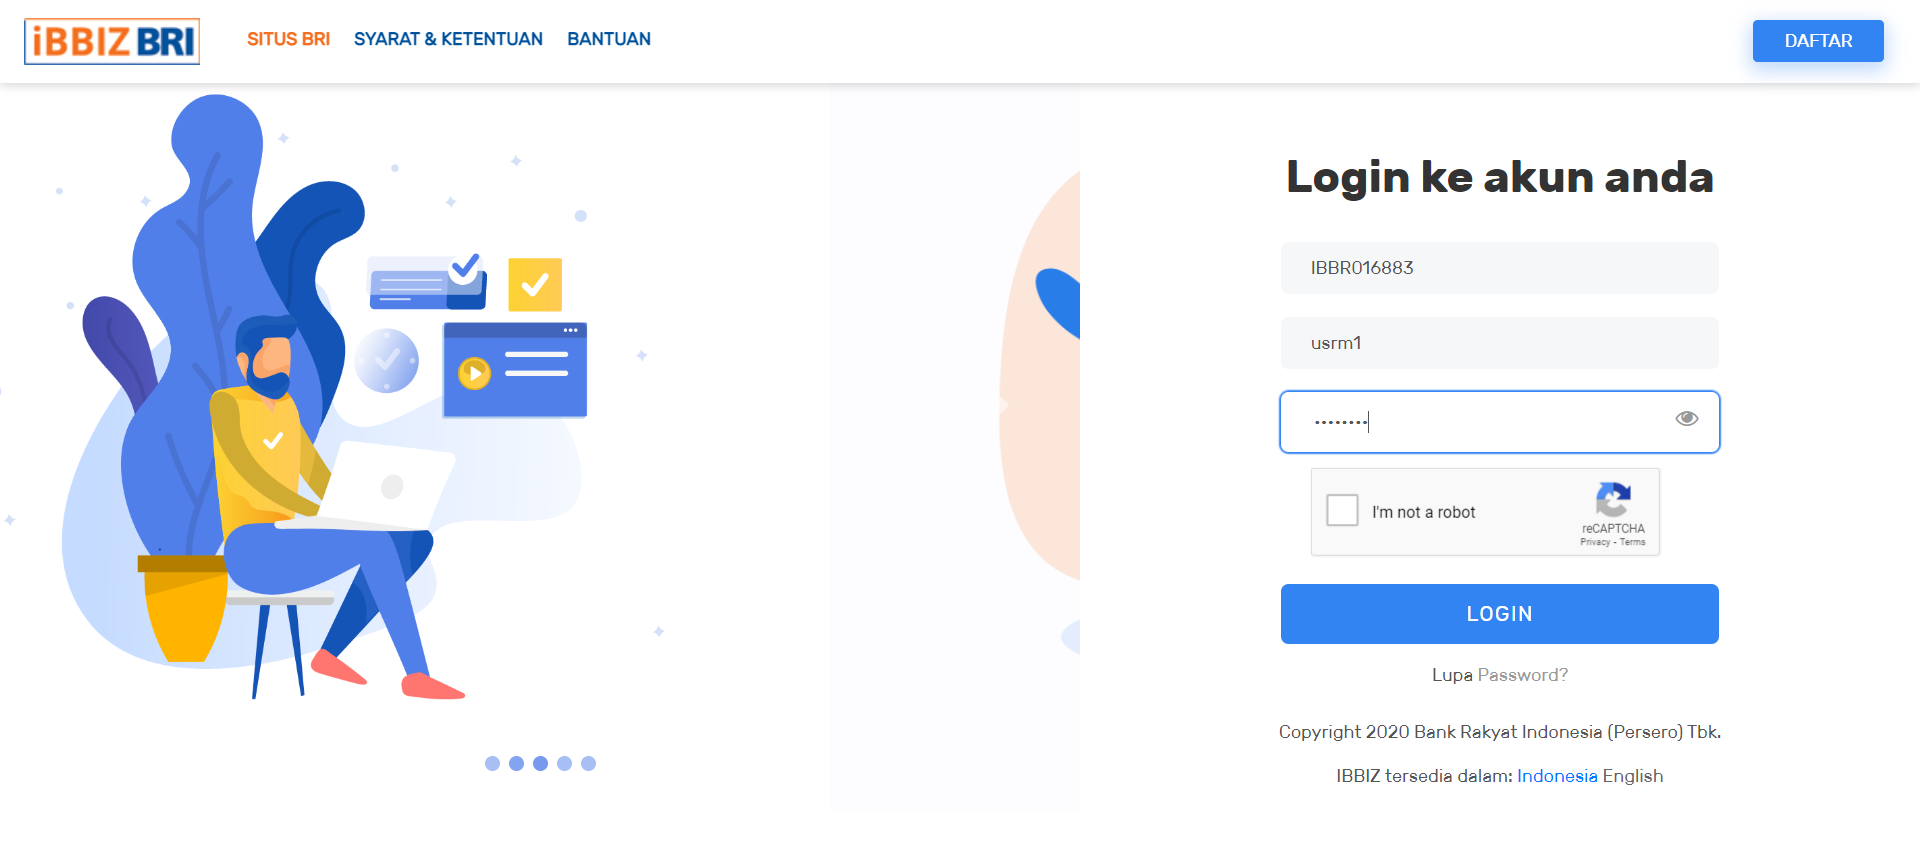 iBBIZ BRI
SITUS BRI SYARAT & KETENTUAN BANTUAN
DAFTAR
Login ke akun anda
IBBR016883
usrm1
••••••••
I'm not a robot
reCAPTCHA
Privacy - Terms
LOGIN
Lupa Password?
Copyright 2020 Bank Rakyat Indonesia (Persero) Tbk.
IBBIZ tersedia dalam: Indonesia English